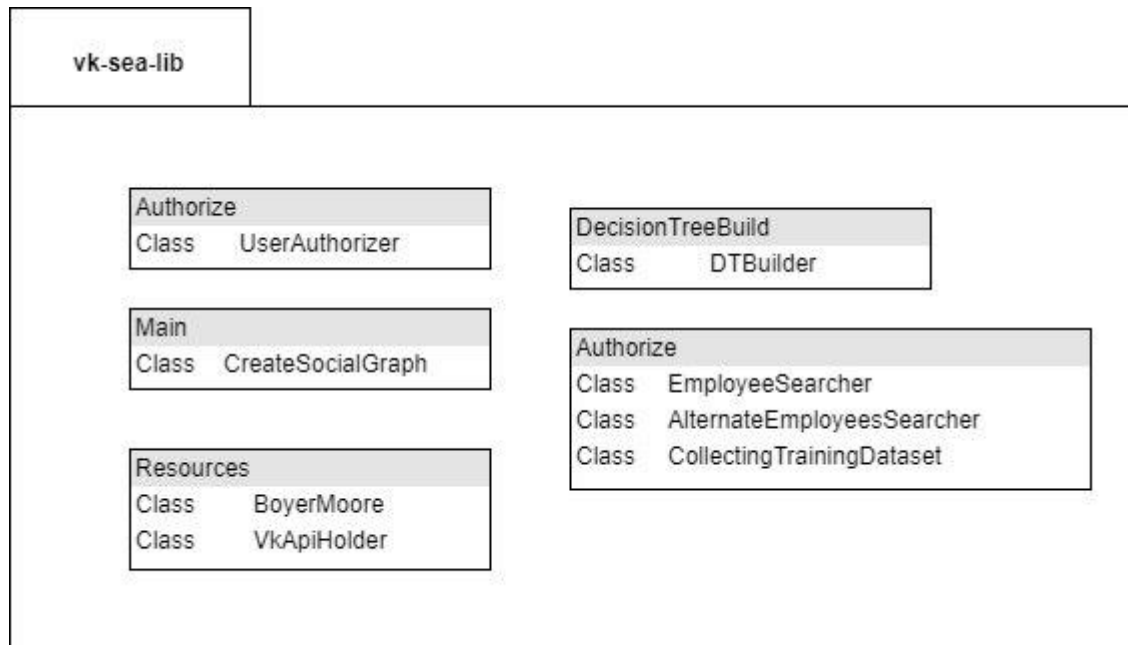 vk-sea-lib
Authorize
Class UserAuthorizer
Main
Class CreateSocialGraph
Resources
Class BoyerMoore
Class VkApiHolder
DecisionTreeBuild
Class DTBuilder
Authorize
Class EmployeeSearcher
Class AlternateEmployeesSearcher
Class CollectingTrainingDataset